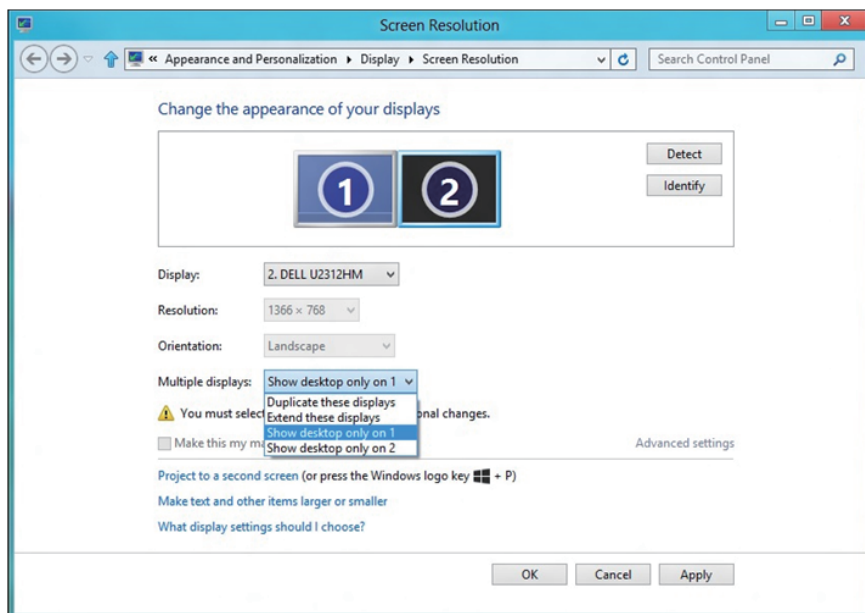 Screen Resolution
« Appearance and Personalization Display Screen Resolution Search Control Panel
Change the appearance of your displays
1 2
Detect
Identify
Display: 2. DELL U2312HM
Resolution: 1366 × 768
Orientation: Landscape
Multiple displays: Show desktop only on 1
Duplicate these displays
Extend these displays
Show desktop only on 1
Show desktop only on 2
You must onal changes.
Make this my
Advanced settings
Project to a second screen (or press the Windows logo key + P)
Make text and other items larger or smaller
What display settings should I choose?
OK Cancel Apply